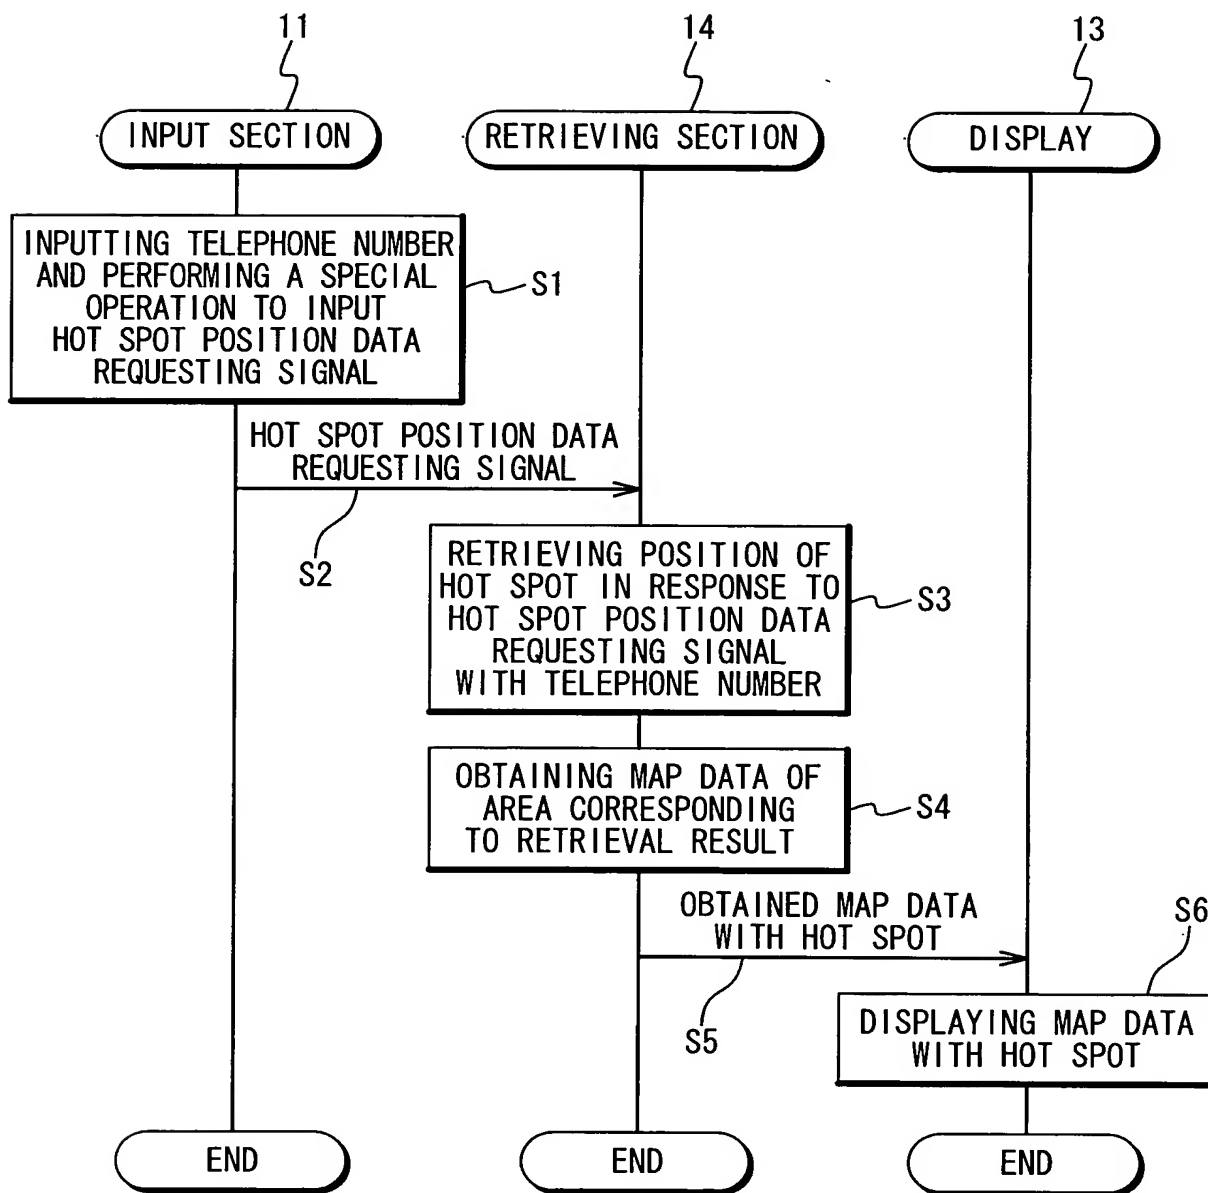 11
14
13
INPUT SECTION
RETRIEVING SECTION
DISPLAY
INPUTTING TELEPHONE NUMBER
AND PERFORMING A SPECIAL
OPERATION TO INPUT
HOT SPOT POSITION DATA
REQUESTING SIGNAL
S1
HOT SPOT POSITION DATA
REQUESTING SIGNAL
S2
RETRIEVING POSITION OF
HOT SPOT IN RESPONSE TO
HOT SPOT POSITION DATA
REQUESTING SIGNAL
WITH TELEPHONE NUMBER
S3
OBTAINING MAP DATA OF
AREA CORRESPONDING
TO RETRIEVAL RESULT
S4
OBTAINED MAP DATA
WITH HOT SPOT
S5
S6
DISPLAYING MAP DATA
WITH HOT SPOT
END
END
END